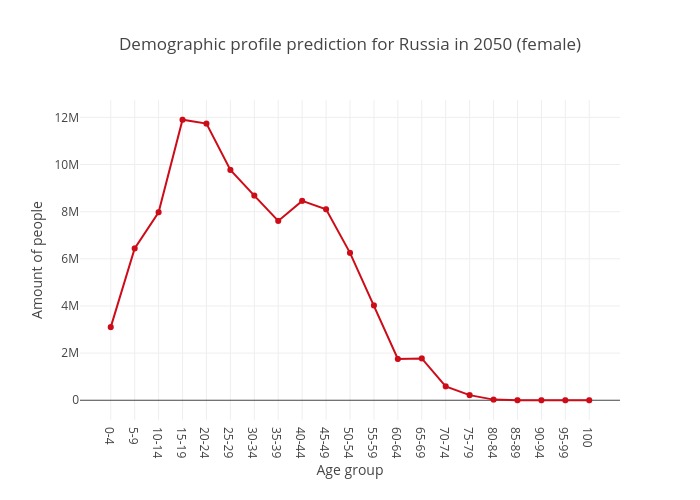 Demographic profile prediction for Russia in 2050 (female)
12M
10M
8M
6M
4M
2M
0
Amount of people
0-4
5-9
10-14
15-19
20-24
25-29
30-34
35-39
40-44
45-49
50-54
55-59
60-64
65-69
70-74
75-79
80-84
85-89
90-94
95-99
100
Age group